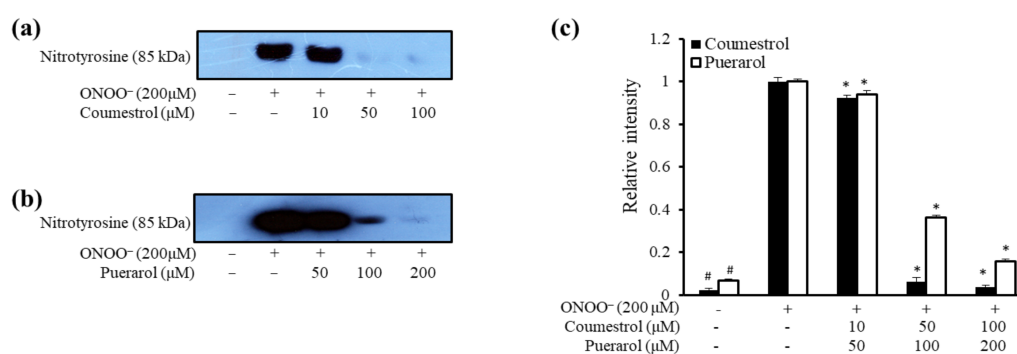 (a)
Nitrotyrosine (85 kDa)
ONOO⁻ (200μM) – + + + +
Coumestrol (μM) – – 10 50 100
(b)
Nitrotyrosine (85 kDa)
ONOO⁻ (200μM) – + + + +
Puerarol (μM) – – 50 100 200
(c)
Relative intensity
1.2
1
0.8
0.6
0.4
0.2
0
Coumestrol
Puerarol
# # * * * * * *
ONOO⁻ (200 μM) - + + + +
Coumestrol (μM) - - 10 50 100
Puerarol (μM) - - 50 100 200